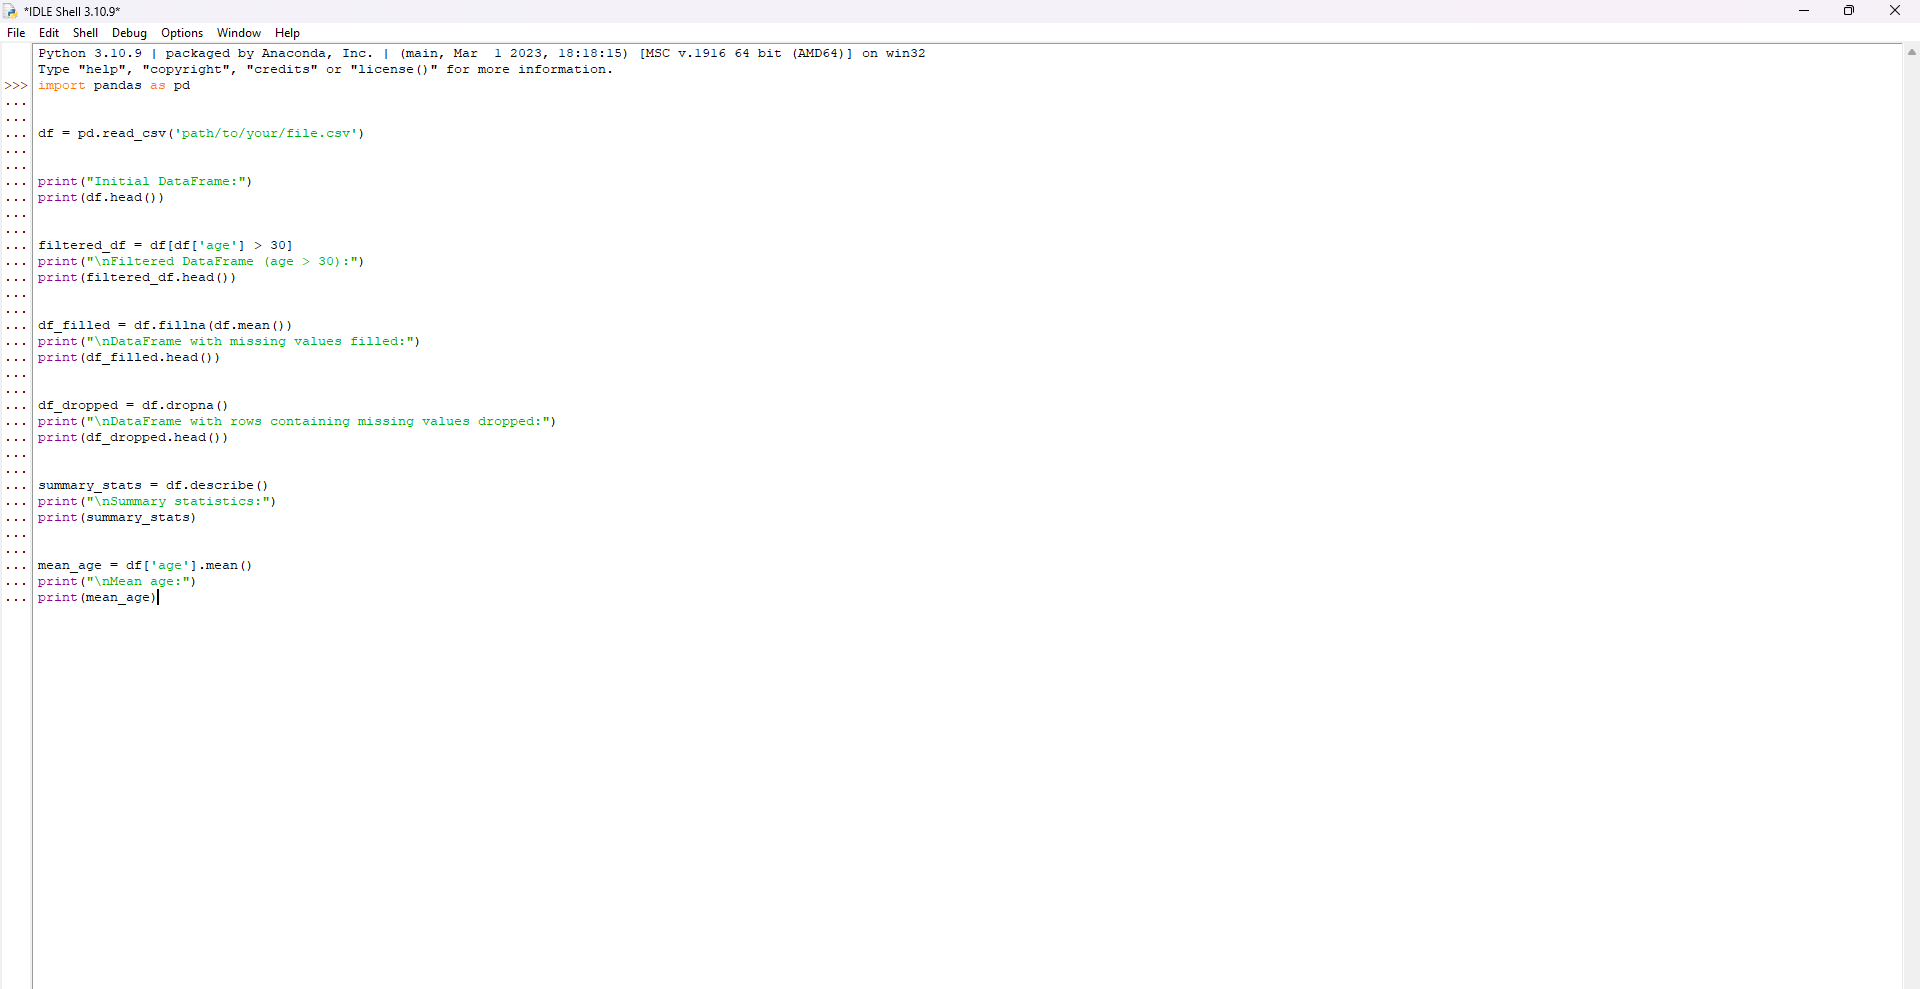 *IDLE Shell 3.10.9*
File Edit Shell Debug Options Window Help
Python 3.10.9 | packaged by Anaconda, Inc. | (main, Mar  1 2023, 18:18:15) [MSC v.1916 64 bit (AMD64)] on win32
Type "help", "copyright", "credits" or "license()" for more information.
>>> import pandas as pd
...
...
... df = pd.read_csv('path/to/your/file.csv')
...
...
... print("Initial DataFrame:")
... print(df.head())
...
...
... filtered_df = df[df['age'] > 30]
... print("\nFiltered DataFrame (age > 30):")
... print(filtered_df.head())
...
...
... df_filled = df.fillna(df.mean())
... print("\nDataFrame with missing values filled:")
... print(df_filled.head())
...
...
... df_dropped = df.dropna()
... print("\nDataFrame with rows containing missing values dropped:")
... print(df_dropped.head())
...
...
... summary_stats = df.describe()
... print("\nSummary statistics:")
... print(summary_stats)
...
...
... mean_age = df['age'].mean()
... print("\nMean age:")
... print(mean_age)